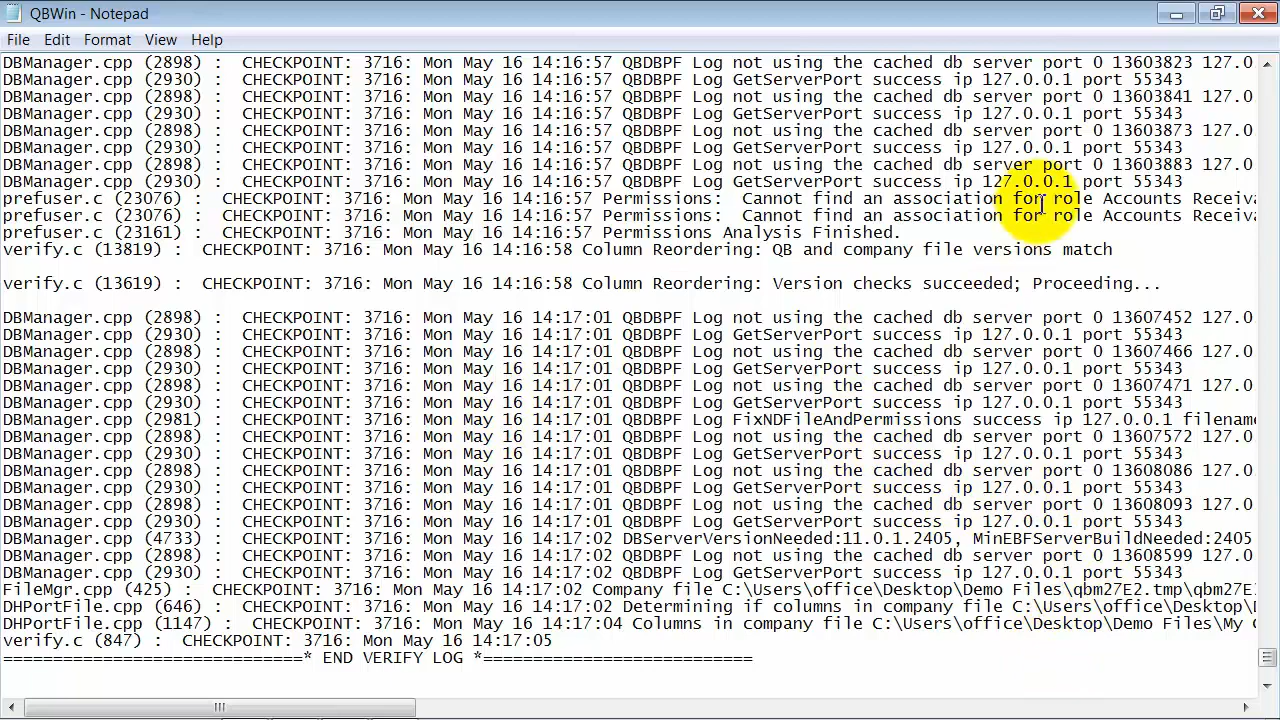 QBWin - Notepad
File Edit Format View Help
DBManager.cpp (2898) :  CHECKPOINT: 3716: Mon May 16 14:16:57 QBDBPF Log not using the cached db server port 0 13603823 127.0
DBManager.cpp (2930) :  CHECKPOINT: 3716: Mon May 16 14:16:57 QBDBPF Log GetServerPort success ip 127.0.0.1 port 55343
DBManager.cpp (2898) :  CHECKPOINT: 3716: Mon May 16 14:16:57 QBDBPF Log not using the cached db server port 0 13603841 127.0
DBManager.cpp (2930) :  CHECKPOINT: 3716: Mon May 16 14:16:57 QBDBPF Log GetServerPort success ip 127.0.0.1 port 55343
DBManager.cpp (2898) :  CHECKPOINT: 3716: Mon May 16 14:16:57 QBDBPF Log not using the cached db server port 0 13603873 127.0
DBManager.cpp (2930) :  CHECKPOINT: 3716: Mon May 16 14:16:57 QBDBPF Log GetServerPort success ip 127.0.0.1 port 55343
DBManager.cpp (2898) :  CHECKPOINT: 3716: Mon May 16 14:16:57 QBDBPF Log not using the cached db server port 0 13603883 127.0
DBManager.cpp (2930) :  CHECKPOINT: 3716: Mon May 16 14:16:57 QBDBPF Log GetServerPort success ip 127.0.0.1 port 55343
prefuser.c (23076) :  CHECKPOINT: 3716: Mon May 16 14:16:57 Permissions:  Cannot find an association for role Accounts Receiva
prefuser.c (23076) :  CHECKPOINT: 3716: Mon May 16 14:16:57 Permissions:  Cannot find an association for role Accounts Receiva
prefuser.c (23161) :  CHECKPOINT: 3716: Mon May 16 14:16:57 Permissions Analysis Finished.
verify.c (13819) :  CHECKPOINT: 3716: Mon May 16 14:16:58 Column Reordering: QB and company file versions match
verify.c (13619) :  CHECKPOINT: 3716: Mon May 16 14:16:58 Column Reordering: Version checks succeeded; Proceeding...
DBManager.cpp (2898) :  CHECKPOINT: 3716: Mon May 16 14:17:01 QBDBPF Log not using the cached db server port 0 13607452 127.0
DBManager.cpp (2930) :  CHECKPOINT: 3716: Mon May 16 14:17:01 QBDBPF Log GetServerPort success ip 127.0.0.1 port 55343
DBManager.cpp (2898) :  CHECKPOINT: 3716: Mon May 16 14:17:01 QBDBPF Log not using the cached db server port 0 13607466 127.0
DBManager.cpp (2930) :  CHECKPOINT: 3716: Mon May 16 14:17:01 QBDBPF Log GetServerPort success ip 127.0.0.1 port 55343
DBManager.cpp (2898) :  CHECKPOINT: 3716: Mon May 16 14:17:01 QBDBPF Log not using the cached db server port 0 13607471 127.0
DBManager.cpp (2930) :  CHECKPOINT: 3716: Mon May 16 14:17:01 QBDBPF Log GetServerPort success ip 127.0.0.1 port 55343
DBManager.cpp (2981) :  CHECKPOINT: 3716: Mon May 16 14:17:01 QBDBPF Log FixNDFileAndPermissions success ip 127.0.0.1 filename
DBManager.cpp (2898) :  CHECKPOINT: 3716: Mon May 16 14:17:01 QBDBPF Log not using the cached db server port 0 13607572 127.0
DBManager.cpp (2930) :  CHECKPOINT: 3716: Mon May 16 14:17:01 QBDBPF Log GetServerPort success ip 127.0.0.1 port 55343
DBManager.cpp (2898) :  CHECKPOINT: 3716: Mon May 16 14:17:01 QBDBPF Log not using the cached db server port 0 13608086 127.0
DBManager.cpp (2930) :  CHECKPOINT: 3716: Mon May 16 14:17:01 QBDBPF Log GetServerPort success ip 127.0.0.1 port 55343
DBManager.cpp (2898) :  CHECKPOINT: 3716: Mon May 16 14:17:01 QBDBPF Log not using the cached db server port 0 13608093 127.0
DBManager.cpp (2930) :  CHECKPOINT: 3716: Mon May 16 14:17:01 QBDBPF Log GetServerPort success ip 127.0.0.1 port 55343
DBManager.cpp (4733) :  CHECKPOINT: 3716: Mon May 16 14:17:02 DBServerVersionNeeded:11.0.1.2405, MinEBFServerBuildNeeded:2405
DBManager.cpp (2898) :  CHECKPOINT: 3716: Mon May 16 14:17:02 QBDBPF Log not using the cached db server port 0 13608599 127.0
DBManager.cpp (2930) :  CHECKPOINT: 3716: Mon May 16 14:17:02 QBDBPF Log GetServerPort success ip 127.0.0.1 port 55343
FileMgr.cpp (425) :  CHECKPOINT: 3716: Mon May 16 14:17:02 Company file C:\Users\office\Desktop\Demo Files\qbm27E2.tmp\qbm27E
DHPortFile.cpp (646) :  CHECKPOINT: 3716: Mon May 16 14:17:02 Determining if columns in company file C:\Users\office\Desktop\
DHPortFile.cpp (1147) :  CHECKPOINT: 3716: Mon May 16 14:17:04 Columns in company file C:\Users\office\Desktop\Demo Files\My
verify.c (847) :  CHECKPOINT: 3716: Mon May 16 14:17:05
==============================* END VERIFY LOG *===========================